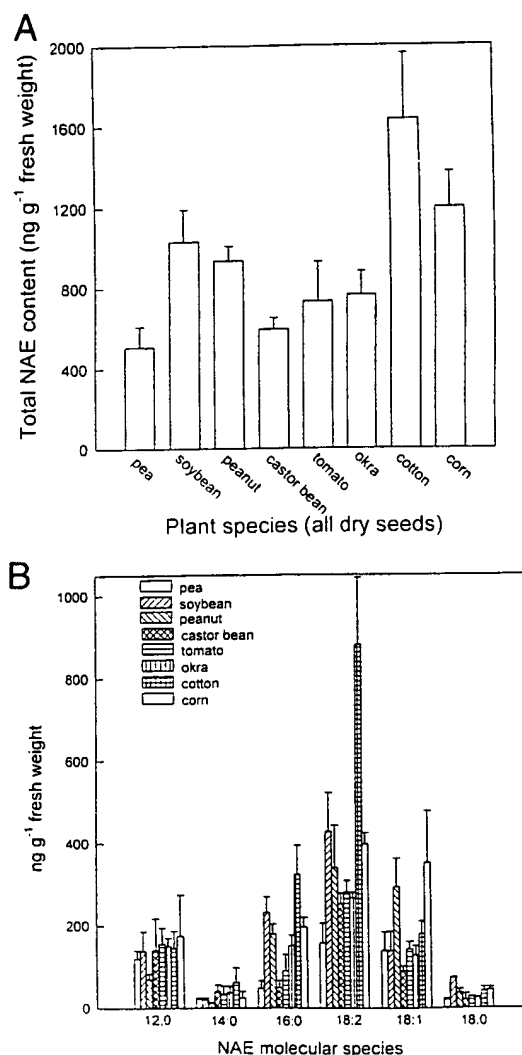 A
Total NAE content (ng g⁻¹ fresh weight)
2000
1600
1200
800
400
0
pea
soybean
peanut
castor bean
tomato
okra
cotton
corn
Plant species (all dry seeds)
B
ng g⁻¹ fresh weight
1000
800
600
400
200
0
pea
soybean
peanut
castor bean
tomato
okra
cotton
corn
12:0 14:0 16:0 18:2 18:1 18:0
NAE molecular species